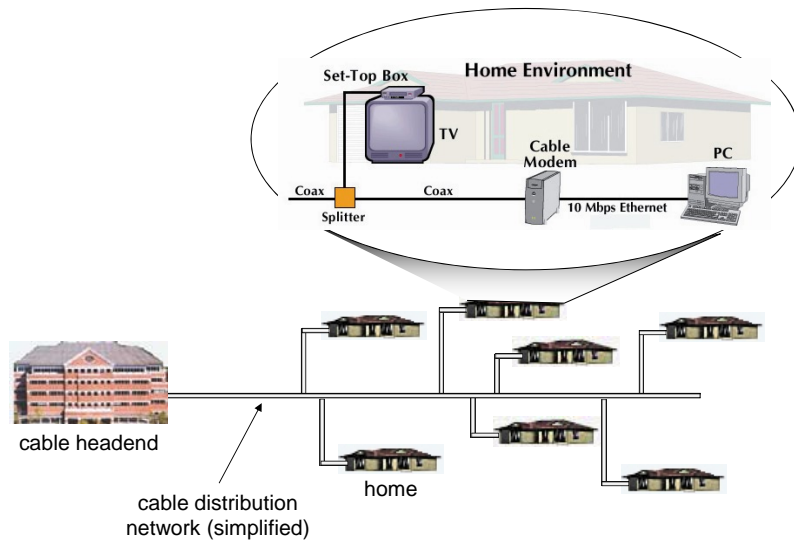 Home Environment
Set-Top Box
TV
Cable
Modem
PC
Coax
Coax
10 Mbps Ethernet
Splitter
cable headend
home
cable distribution
network (simplified)